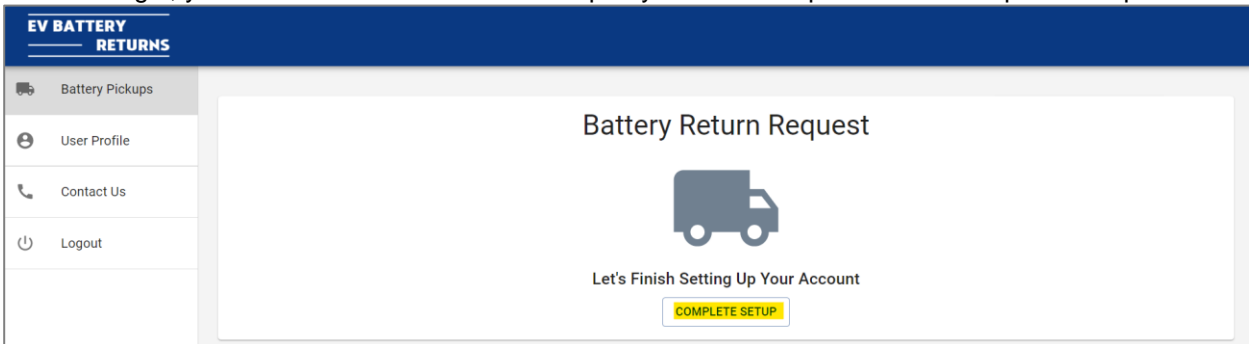 EV BATTERY
RETURNS
Battery Pickups
User Profile
Contact Us
Logout
Battery Return Request
Let's Finish Setting Up Your Account
COMPLETE SETUP